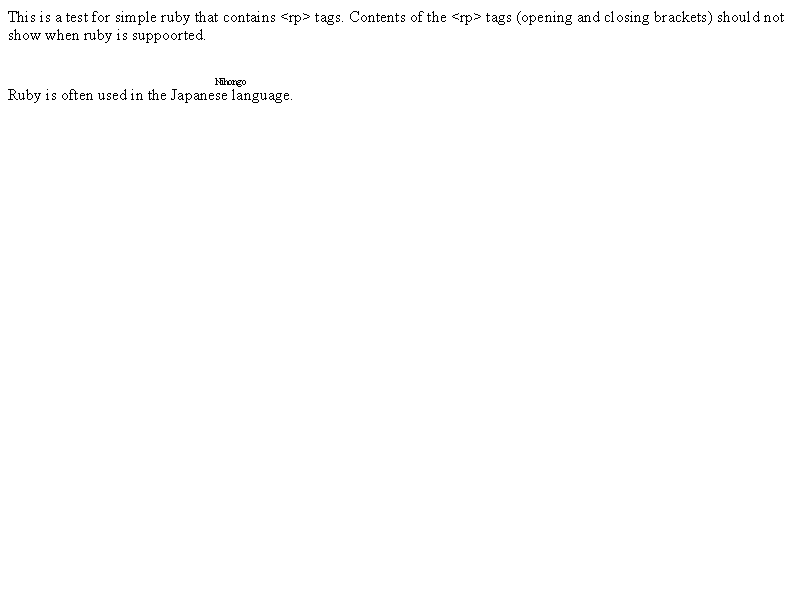 This is a test for simple ruby that contains <rp> tags. Contents of the <rp> tags (opening and closing brackets) should not
show when ruby is suppoorted.
Nihongo
Ruby is often used in the Japanese language.